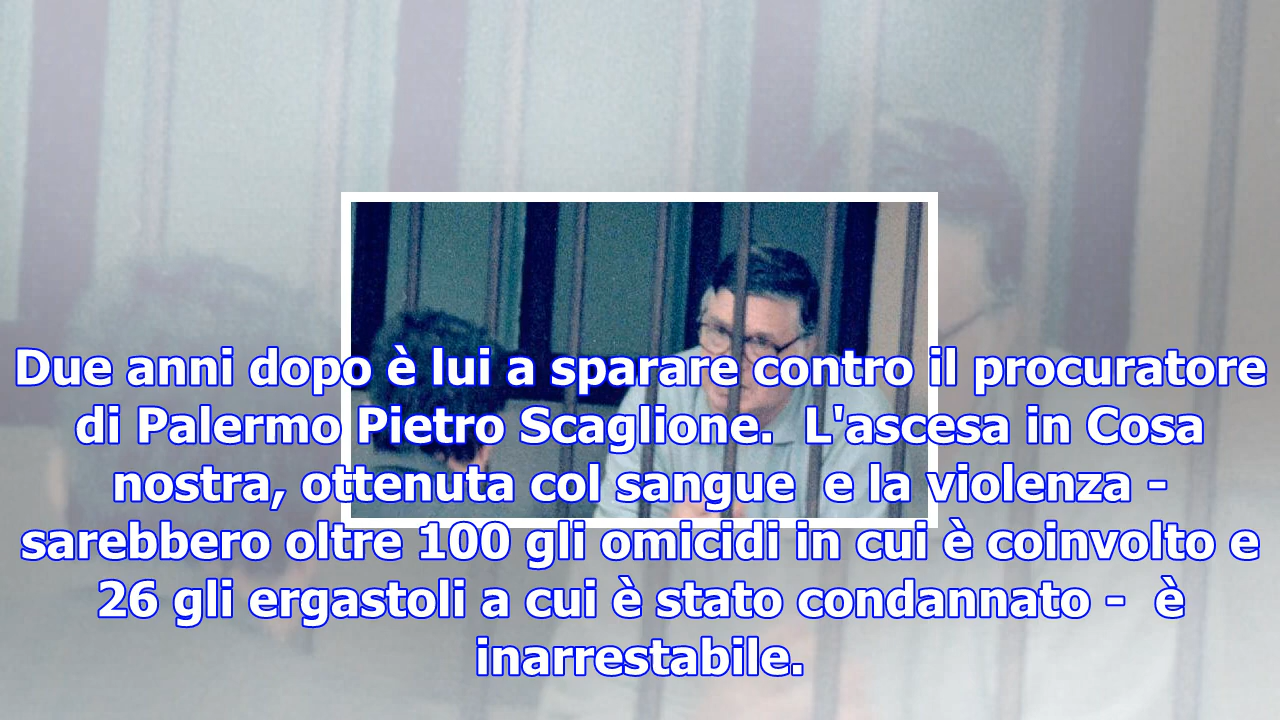 Due anni dopo è lui a sparare contro il procuratore
di Palermo Pietro Scaglione.  L'ascesa in Cosa
nostra, ottenuta col sangue  e la violenza -
sarebbero oltre 100 gli omicidi in cui è coinvolto e
26 gli ergastoli a cui è stato condannato -  è
inarrestabile.